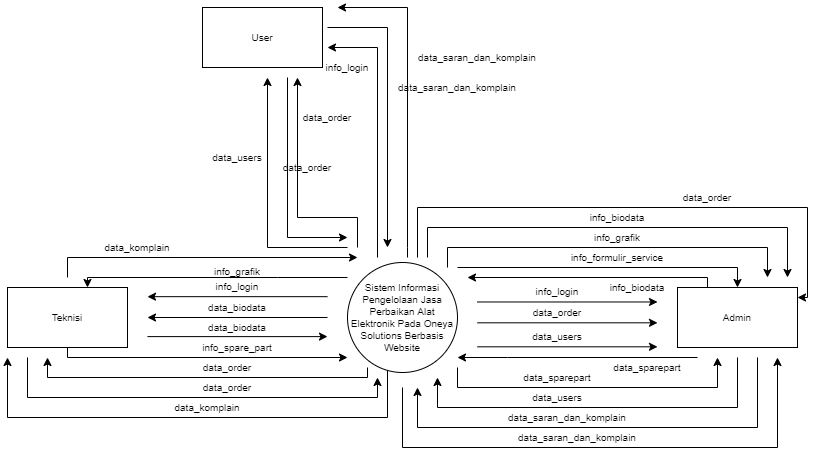 User
data_saran_dan_komplain
info_login
data_saran_dan_komplain
data_order
data_users
data_order
data_order
info_biodata
data_komplain
info_grafik
info_formulir_service
info_grafik
info_login
info_biodata
info_login
data_biodata
data_order
data_biodata
data_users
info_spare_part
Teknisi
Sistem Informasi
Pengelolaan Jasa
Perbaikan Alat
Elektronik Pada Oneya
Solutions Berbasis
Website
Admin
data_order
data_sparepart
data_sparepart
data_order
data_users
data_komplain
data_saran_dan_komplain
data_saran_dan_komplain